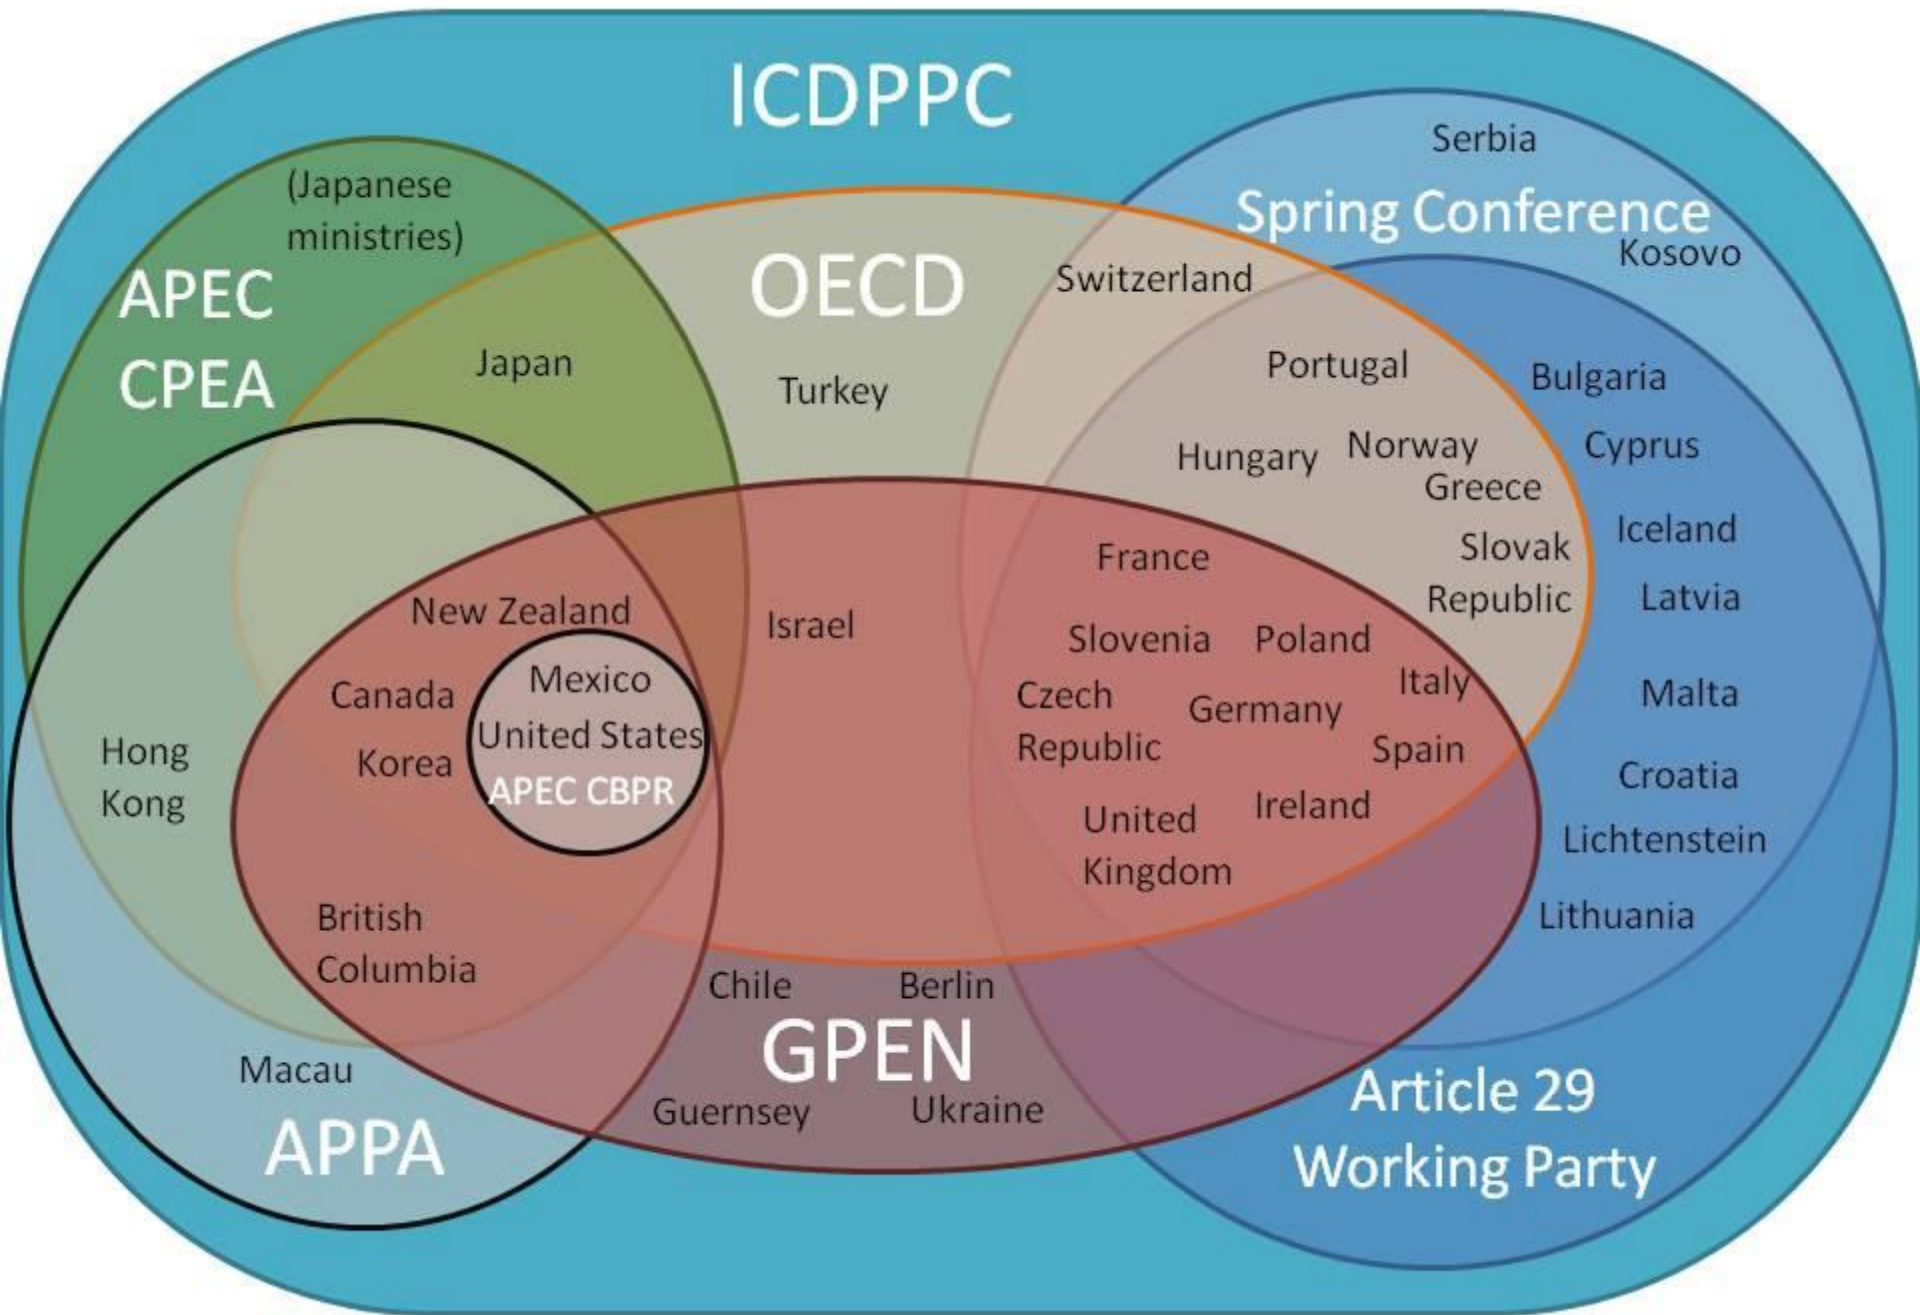 ICDPPC
Serbia
Spring Conference
Kosovo
(Japanese
ministries)
APEC
CPEA
OECD
Switzerland
Japan
Turkey
Portugal
Bulgaria
Hungary
Norway
Cyprus
Greece
Iceland
Slovak
Republic
Latvia
France
New Zealand
Israel
Slovenia
Poland
Italy
Malta
Canada
Mexico
United States
APEC CBPR
Korea
Czech
Republic
Germany
Spain
Hong
Kong
Croatia
United
Kingdom
Ireland
Lichtenstein
British
Columbia
Lithuania
Chile
Berlin
GPEN
Macau
Guernsey
Ukraine
APPA
Article 29
Working Party